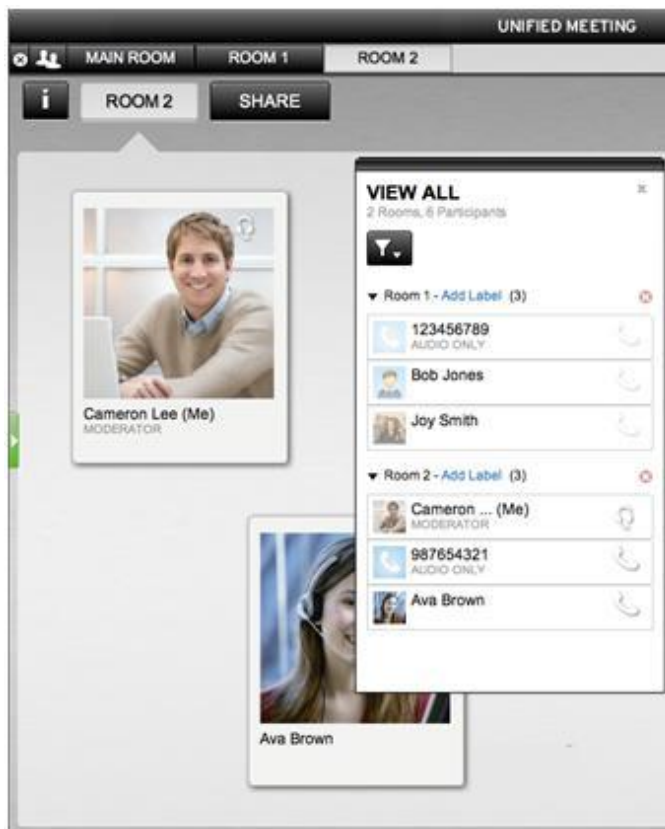 UNIFIED MEETING
MAIN ROOM
ROOM 1
ROOM 2
i
ROOM 2
SHARE
Cameron Lee (Me)
MODERATOR
Ava Brown
VIEW ALL
2 Rooms, 6 Participants
Room 1 - Add Label (3)
123456789
AUDIO ONLY
Bob Jones
Joy Smith
Room 2 - Add Label (3)
Cameron ... (Me)
MODERATOR
987654321
AUDIO ONLY
Ava Brown